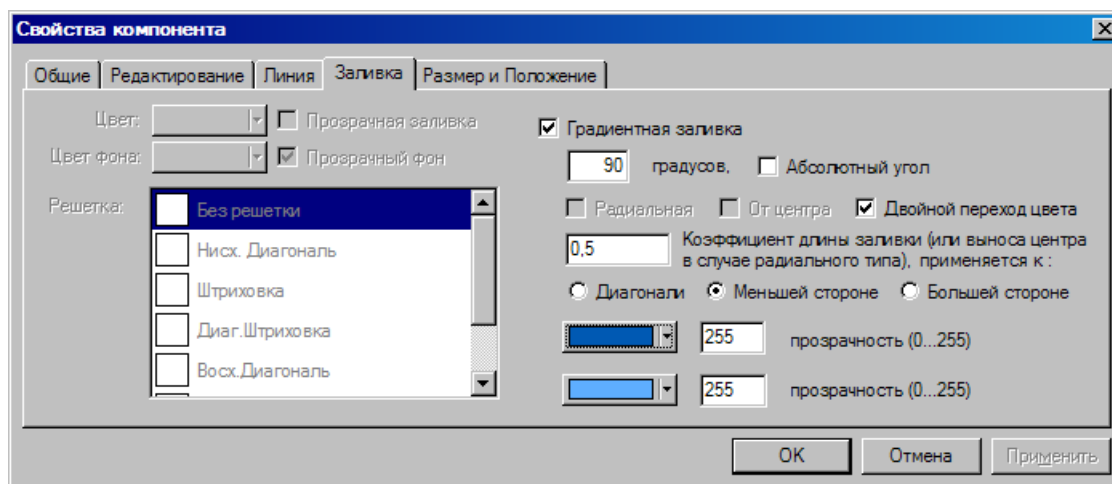 Свойства компонента
Общие Редактирование Линия Заливка Размер и Положение
Цвет: Прозрачная заливка
Цвет фона: Прозрачный фон
Решетка:
Без решетки
Нисх. Диагональ
Штриховка
Диаг.Штриховка
Восх.Диагональ
Градиентная заливка
90 градусов, Абсолютный угол
Радиальная От центра Двойной переход цвета
0,5 Коэффициент длины заливки (или выноса центра
в случае радиального типа), применяется к :
Диагонали Меньшей стороне Большей стороне
255 прозрачность (0...255)
255 прозрачность (0...255)
OK Отмена Применить